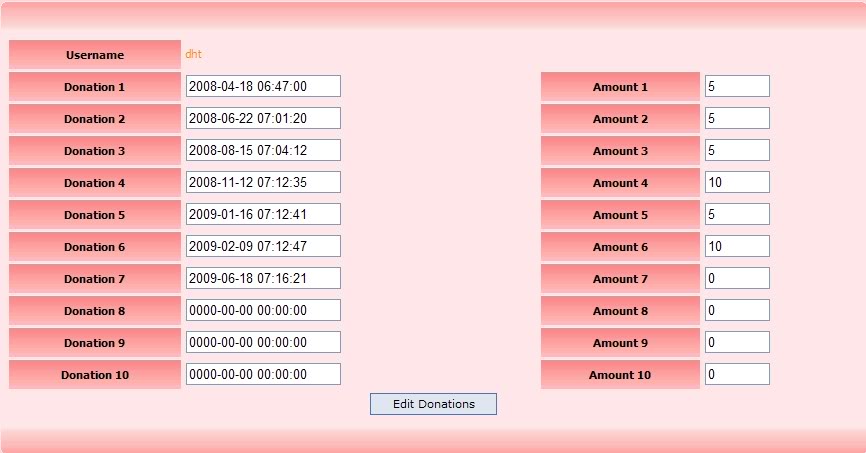 Username dht
Donation 1 2008-04-18 06:47:00 Amount 1 5
Donation 2 2008-06-22 07:01:20 Amount 2 5
Donation 3 2008-08-15 07:04:12 Amount 3 5
Donation 4 2008-11-12 07:12:35 Amount 4 10
Donation 5 2009-01-16 07:12:41 Amount 5 5
Donation 6 2009-02-09 07:12:47 Amount 6 10
Donation 7 2009-06-18 07:16:21 Amount 7 0
Donation 8 0000-00-00 00:00:00 Amount 8 0
Donation 9 0000-00-00 00:00:00 Amount 9 0
Donation 10 0000-00-00 00:00:00 Amount 10 0
Edit Donations